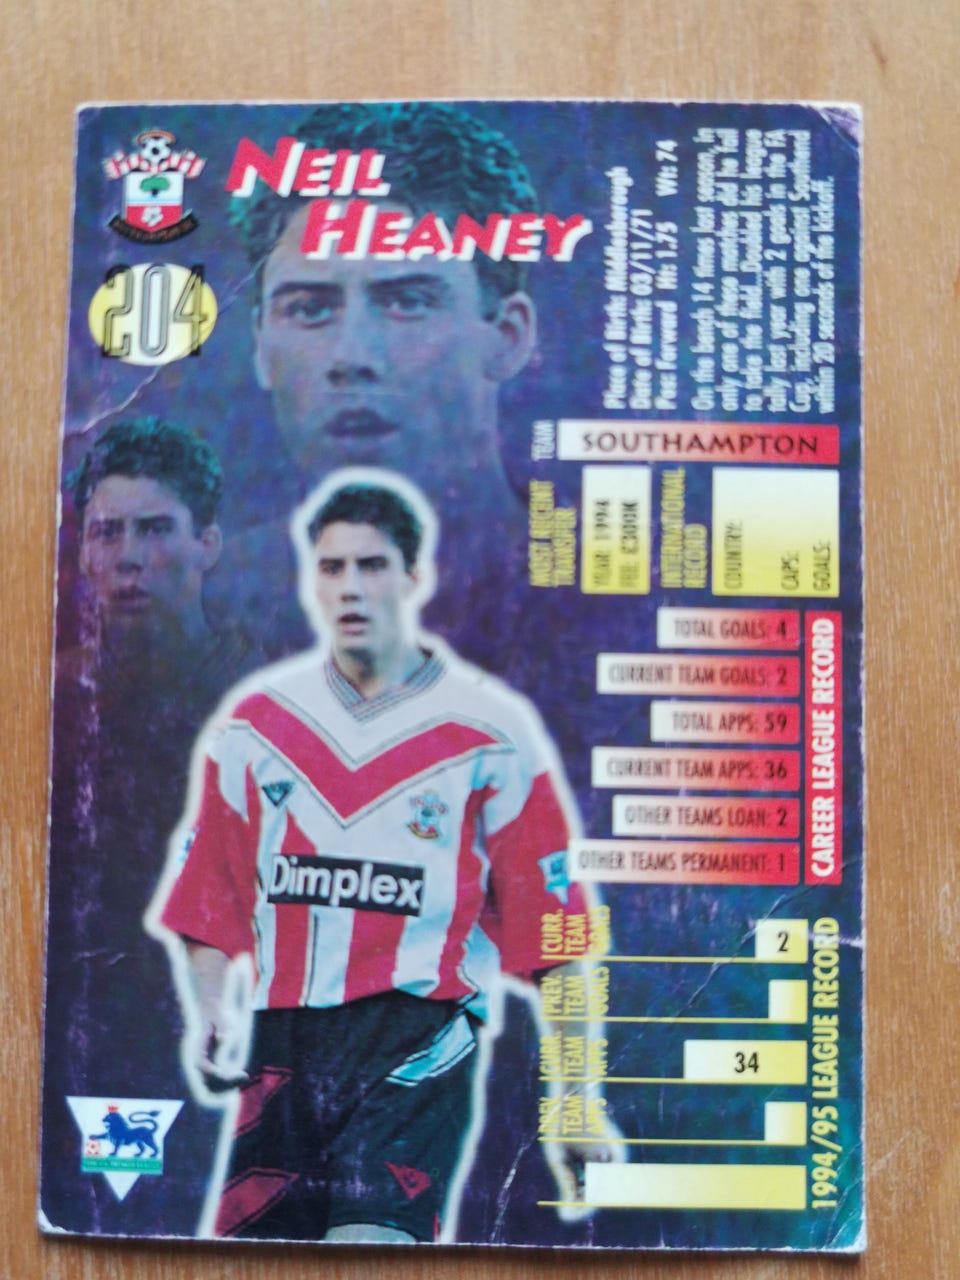 NEIL
HEANEY
204
Place of Birth: Middlesborough
Date of Birth: 03/11/71
Pos: Forward Ht: 1.75 Wt: 74
On the bench 14 times last season, in
only one of those matches did he fail
to take the field...Doubled his league
tally last year with 2 goals in the FA
Cup, including one against Southend
within 20 seconds of the kickoff.
TEAM
SOUTHAMPTON
MOST RECENT
TRANSFER
YEAR: 1994
FEE: £300K
INTERNATIONAL
RECORD
COUNTRY:
CAPS:
GOALS:
TOTAL GOALS: 4
CURRENT TEAM GOALS: 2
TOTAL APPS: 59
CURRENT TEAM APPS: 36
OTHER TEAMS LOAN: 2
OTHER TEAMS PERMANENT: 1
CAREER LEAGUE RECORD
Dimplex
CURR.
TEAM
GOALS
2
PREV.
TEAM
GOALS
CURR.
TEAM
APPS
34
PREV.
TEAM
APPS
1994/95 LEAGUE RECORD